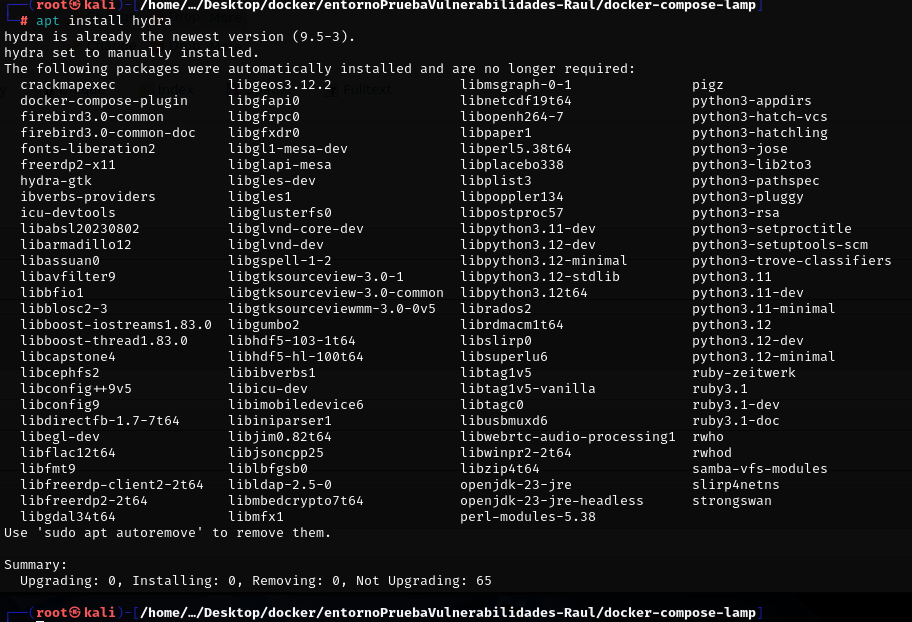 ┌──(root㉿kali)-[/home/…/Desktop/docker/entornoPruebaVulnerabilidades-Raul/docker-compose-lamp]
└─# apt install hydra
hydra is already the newest version (9.5-3).
hydra set to manually installed.
The following packages were automatically installed and are no longer required:
  crackmapexec              libgeos3.12.2               libmsgraph-0-1               pigz
  docker-compose-plugin     libgfapi0                   libnetcdf19t64               python3-appdirs
  firebird3.0-common        libgfrpc0                   libopenh264-7                python3-hatch-vcs
  firebird3.0-common-doc    libgfxdr0                   libpaper1                    python3-hatchling
  fonts-liberation2         libgl1-mesa-dev             libperl5.38t64               python3-jose
  freerdp2-x11              libglapi-mesa               libplacebo338                python3-lib2to3
  hydra-gtk                 libgles-dev                 libplist3                    python3-pathspec
  ibverbs-providers         libgles1                    libpoppler134                python3-pluggy
  icu-devtools              libglusterfs0               libpostproc57                python3-rsa
  libabsl20230802           libglvnd-core-dev           libpython3.11-dev            python3-setproctitle
  libarmadillo12            libglvnd-dev                libpython3.12-dev            python3-setuptools-scm
  libassuan0                libgspell-1-2               libpython3.12-minimal        python3-trove-classifiers
  libavfilter9              libgtksourceview-3.0-1      libpython3.12-stdlib         python3.11
  libbfio1                  libgtksourceview-3.0-common libpython3.12t64             python3.11-dev
  libblosc2-3               libgtksourceviewmm-3.0-0v5  librados2                    python3.11-minimal
  libboost-iostreams1.83.0  libgumbo2                   librdmacm1t64                python3.12
  libboost-thread1.83.0     libhdf5-103-1t64            libslirp0                    python3.12-dev
  libcapstone4              libhdf5-hl-100t64           libsuperlu6                  python3.12-minimal
  libcephfs2                libibverbs1                 libtag1v5                    ruby-zeitwerk
  libconfig++9v5            libicu-dev                  libtag1v5-vanilla            ruby3.1
  libconfig9                libimobiledevice6           libtagc0                     ruby3.1-dev
  libdirectfb-1.7-7t64      libiniparser1               libusbmuxd6                  ruby3.1-doc
  libegl-dev                libjim0.82t64               libwebrtc-audio-processing1  rwho
  libflac12t64              libjsoncpp25                libwinpr2-2t64               rwhod
  libfmt9                   liblbfgsb0                  libzip4t64                   samba-vfs-modules
  libfreerdp-client2-2t64   libldap-2.5-0               openjdk-23-jre               slirp4netns
  libfreerdp2-2t64          libmbedcrypto7t64           openjdk-23-jre-headless      strongswan
  libgdal34t64              libmfx1                     perl-modules-5.38
Use 'sudo apt autoremove' to remove them.

Summary:
  Upgrading: 0, Installing: 0, Removing: 0, Not Upgrading: 65

┌──(root㉿kali)-[/home/…/Desktop/docker/entornoPruebaVulnerabilidades-Raul/docker-compose-lamp]